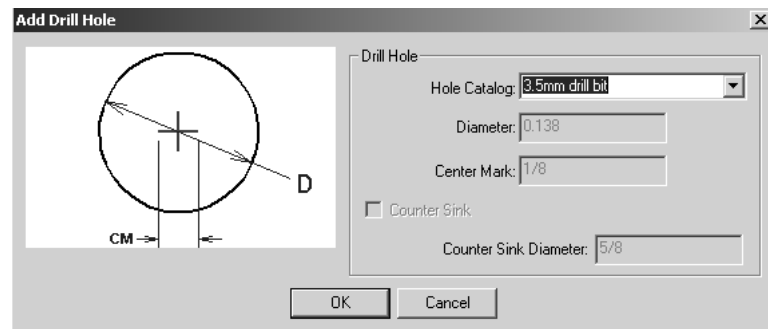 Add Drill Hole
D
CM
Drill Hole
Hole Catalog: 3.5mm drill bit
Diameter: 0.138
Center Mark: 1/8
Counter Sink
Counter Sink Diameter: 5/8
OK Cancel